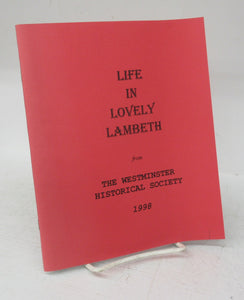 LIFE
IN
LOVELY
LAMBETH
from
THE WESTMINSTER
HISTORICAL SOCIETY
1998